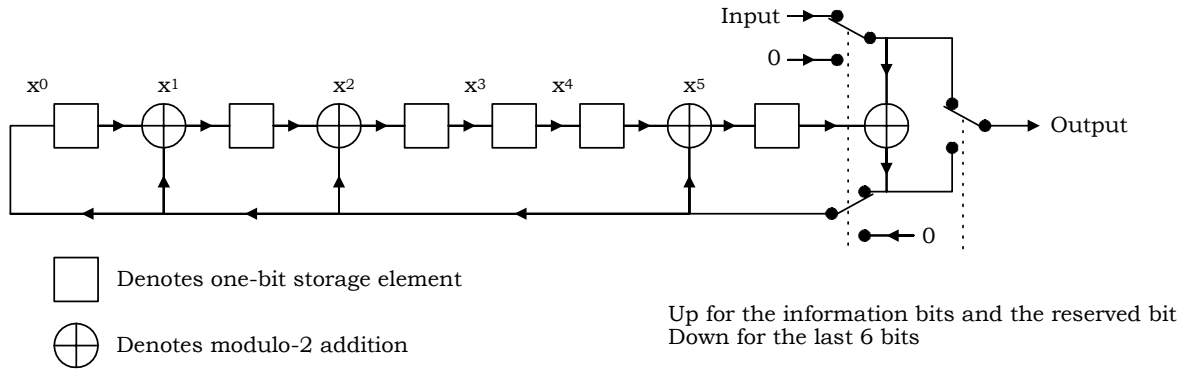 Input
0
x0 x1 x2 x3 x4 x5
Output
0
Denotes one-bit storage element
Denotes modulo-2 addition
Up for the information bits and the reserved bit
Down for the last 6 bits